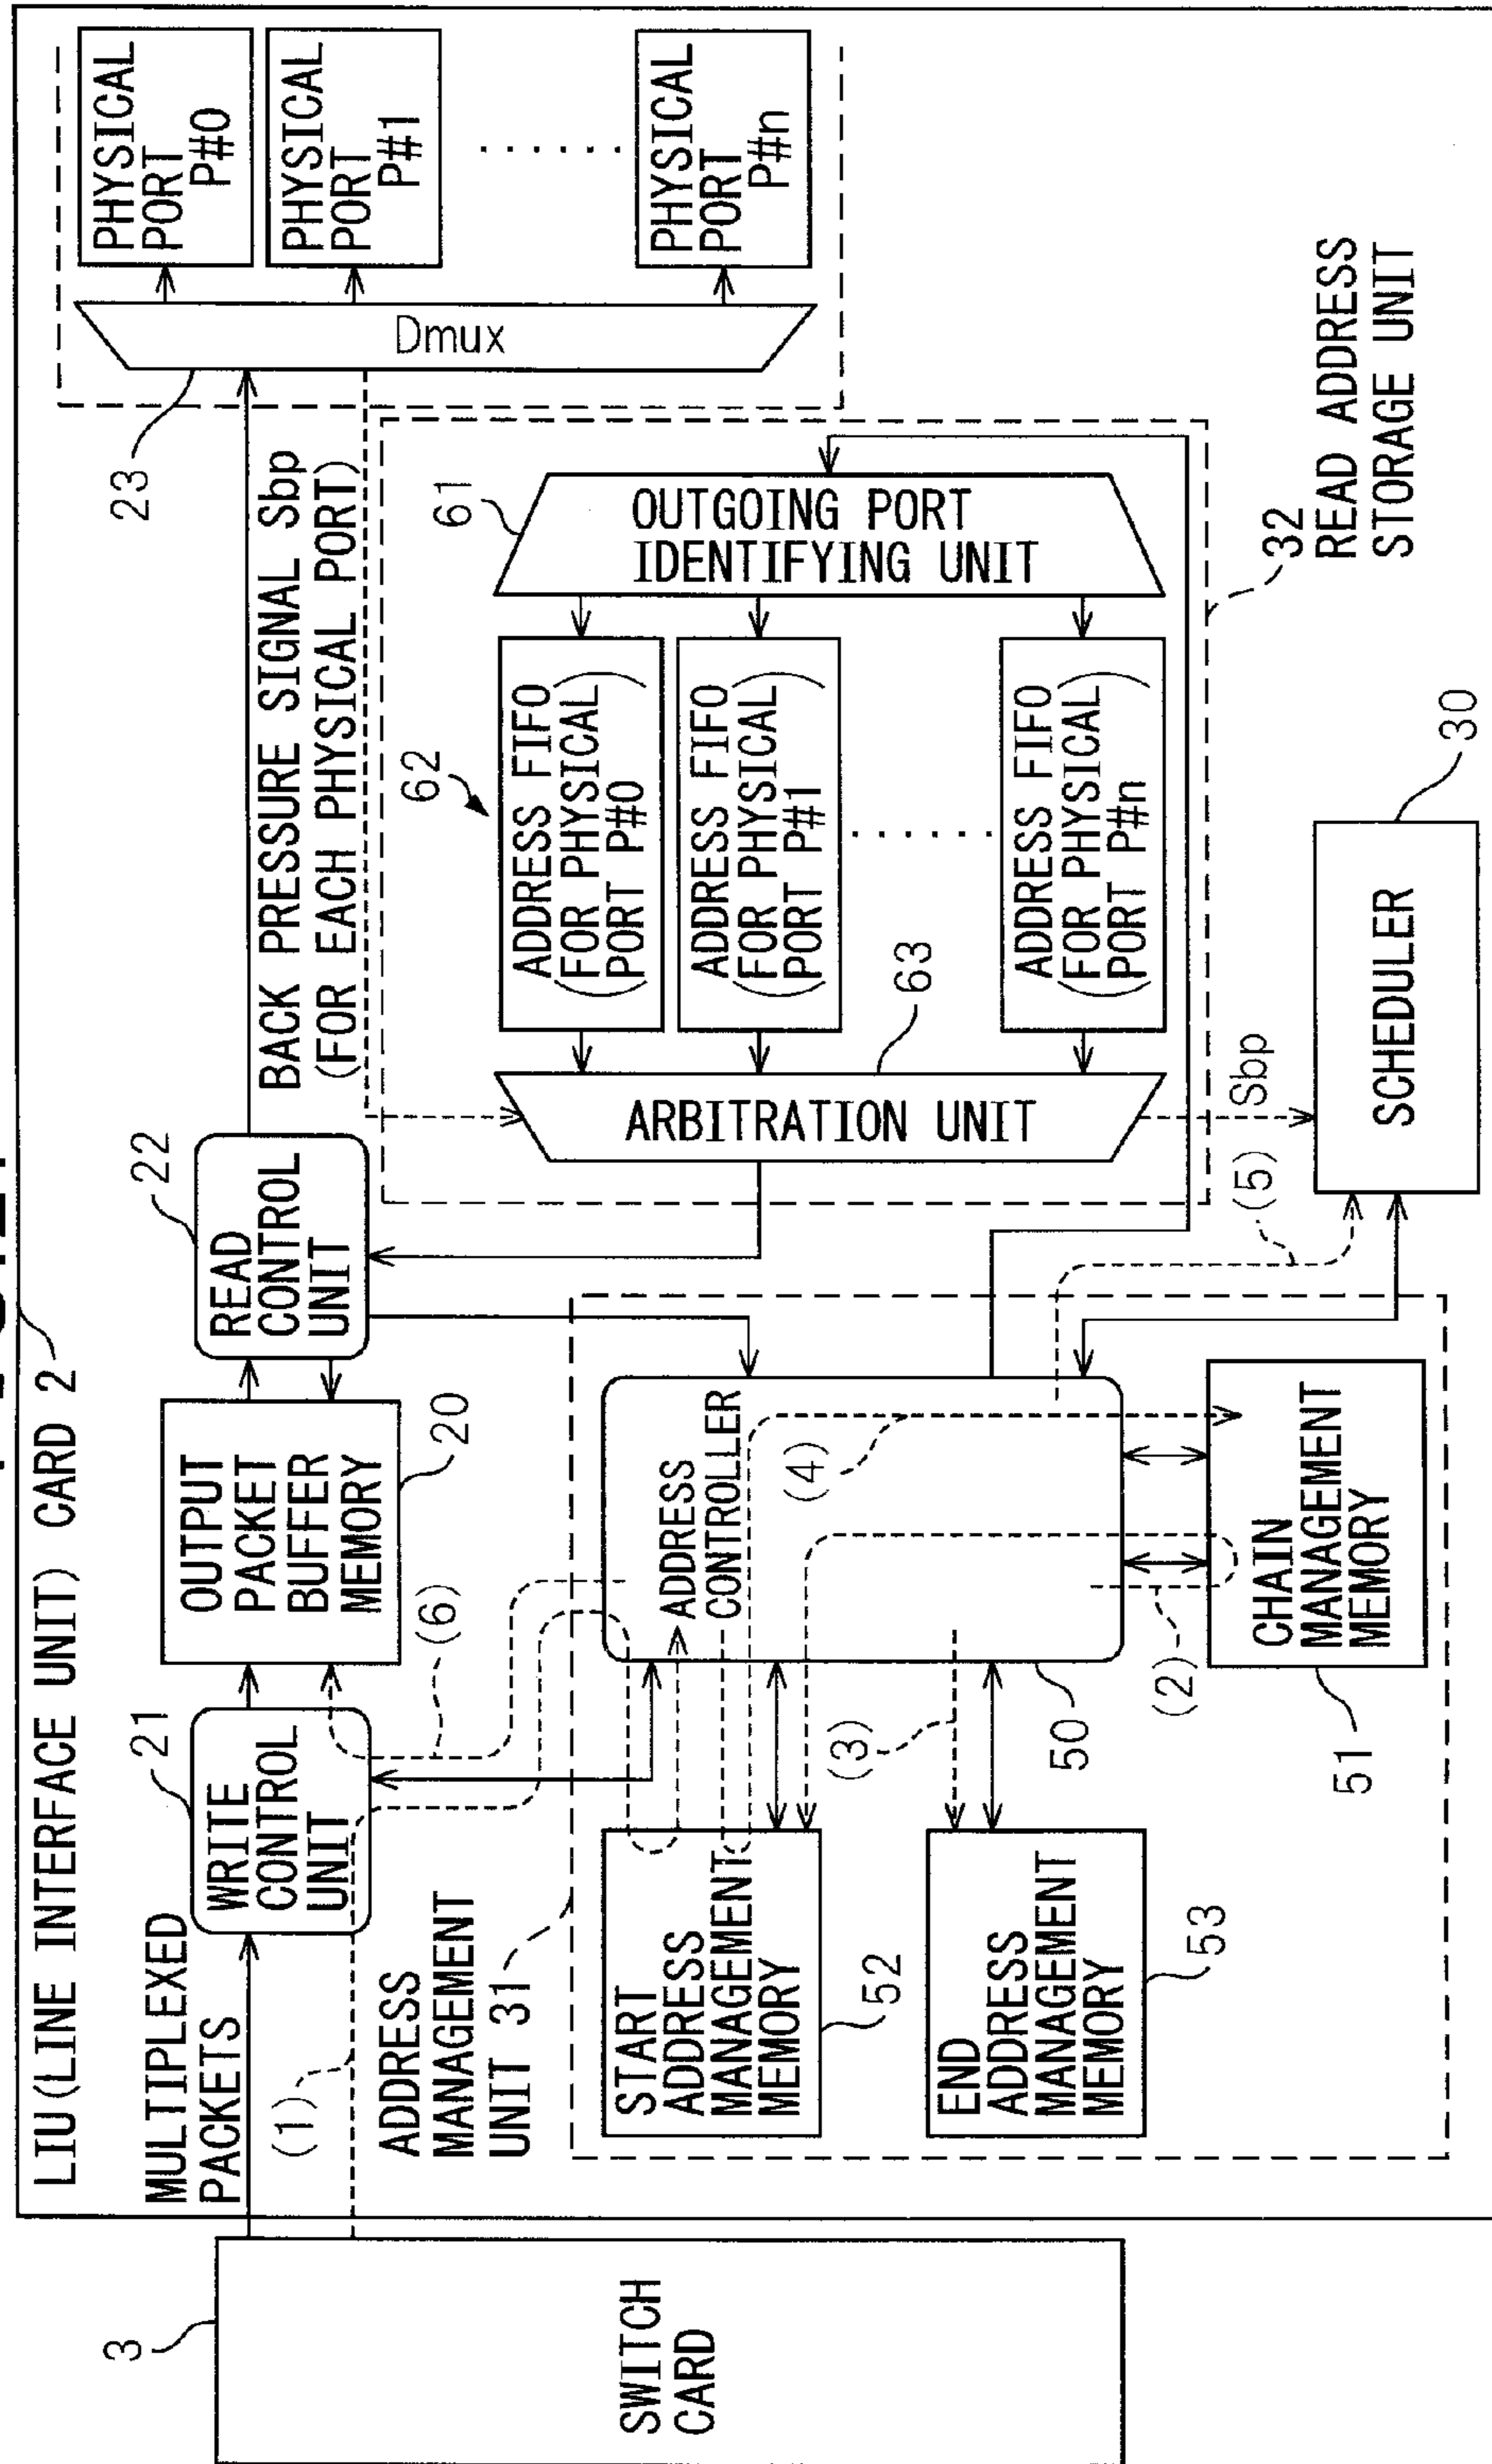 LIU(LINE INTERFACE UNIT) CARD 2
3
SWITCH
CARD
MULTIPLEXED
PACKETS
(1)
21
WRITE
CONTROL
UNIT
OUTPUT
PACKET
BUFFER
MEMORY
20
(6)
22
READ
CONTROL
UNIT
BACK PRESSURE SIGNAL Sbp
(FOR EACH PHYSICAL PORT)
23
Dmux
PHYSICAL
PORT
P#0
PHYSICAL
PORT
P#1
· · · · · ·
PHYSICAL
PORT
P#n
ADDRESS
MANAGEMENT
UNIT 31
START
ADDRESS
MANAGEMENT
MEMORY
52
END
ADDRESS
MANAGEMENT
MEMORY
53
ADDRESS
CONTROLLER
(4)
(3)
50
(2)
CHAIN
MANAGEMENT
MEMORY
51
(5)
62
ADDRESS FIFO
(FOR PHYSICAL)
(PORT P#0)
ADDRESS FIFO
(FOR PHYSICAL)
(PORT P#1)
· · · · · ·
ADDRESS FIFO
(FOR PHYSICAL)
(PORT P#n)
61
OUTGOING PORT
IDENTIFYING UNIT
63
ARBITRATION UNIT
Sbp
SCHEDULER
30
32
READ ADDRESS
STORAGE UNIT